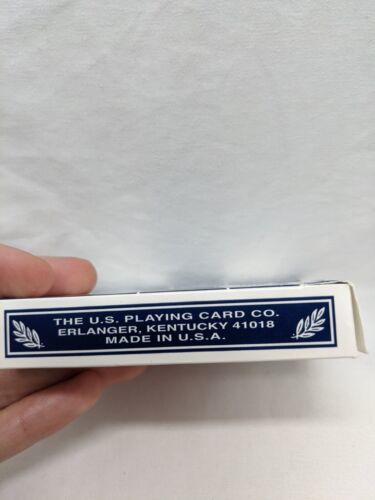 THE U.S. PLAYING CARD CO.
ERLANGER, KENTUCKY 41018
MADE IN U.S.A.